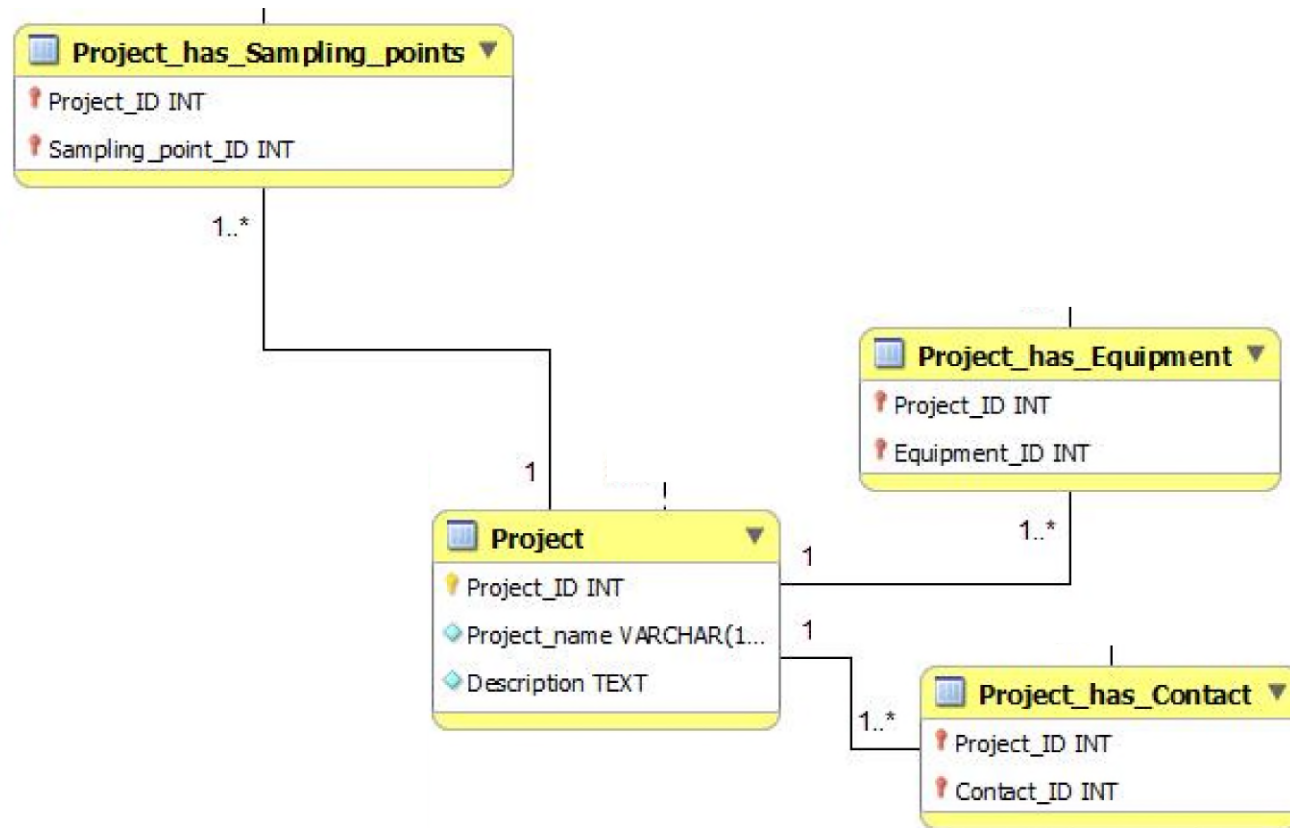 Project_has_Sampling_points
Project_ID INT
Sampling_point_ID INT
1..*
1
Project_has_Equipment
Project_ID INT
Equipment_ID INT
1..*
Project
Project_ID INT
Project_name VARCHAR(1...
Description TEXT
1
1
1..*
Project_has_Contact
Project_ID INT
Contact_ID INT